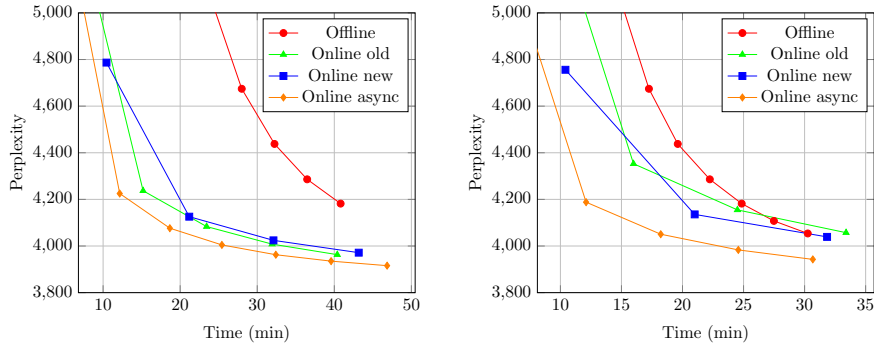 5,000
4,800
4,600
4,400
4,200
4,000
3,800
Perplexity
10
20
30
40
50
Time (min)
Offline
Online old
Online new
Online async
5,000
4,800
4,600
4,400
4,200
4,000
3,800
Perplexity
10
15
20
25
30
35
Time (min)
Offline
Online old
Online new
Online async